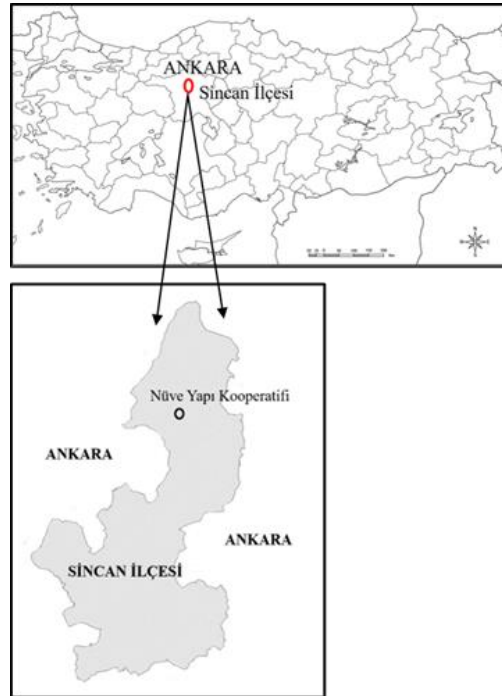 ANKARA
Sincan İlçesi
Nüve Yapı Kooperatifi
ANKARA
ANKARA
SİNCAN İLÇESİ